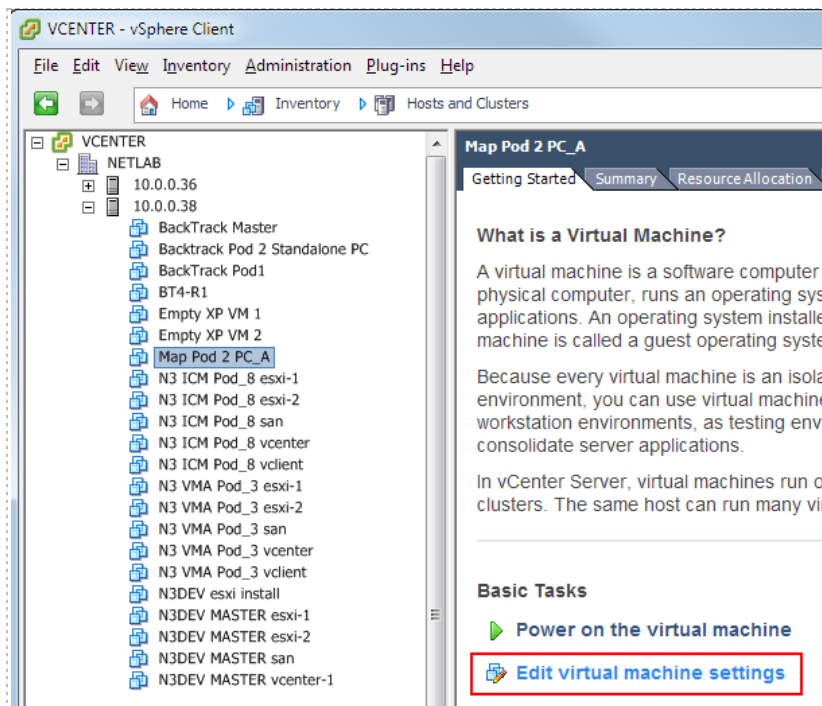 VCENTER - vSphere Client
File Edit View Inventory Administration Plug-ins Help
Home Inventory Hosts and Clusters
VCENTER
NETLAB
10.0.0.36
10.0.0.38
BackTrack Master
Backtrack Pod 2 Standalone PC
BackTrack Pod1
BT4-R1
Empty XP VM 1
Empty XP VM 2
Map Pod 2 PC_A
N3 ICM Pod_8 esxi-1
N3 ICM Pod_8 esxi-2
N3 ICM Pod_8 san
N3 ICM Pod_8 vcenter
N3 ICM Pod_8 vclient
N3 VMA Pod_3 esxi-1
N3 VMA Pod_3 esxi-2
N3 VMA Pod_3 san
N3 VMA Pod_3 vcenter
N3 VMA Pod_3 vclient
N3DEV esxi install
N3DEV MASTER esxi-1
N3DEV MASTER esxi-2
N3DEV MASTER san
N3DEV MASTER vcenter-1
Map Pod 2 PC_A
Getting Started Summary Resource Allocation
What is a Virtual Machine?
A virtual machine is a software computer
physical computer, runs an operating sys
applications. An operating system installe
machine is called a guest operating syste
Because every virtual machine is an isola
environment, you can use virtual machine
workstation environments, as testing env
consolidate server applications.
In vCenter Server, virtual machines run o
clusters. The same host can run many vi
Basic Tasks
Power on the virtual machine
Edit virtual machine settings